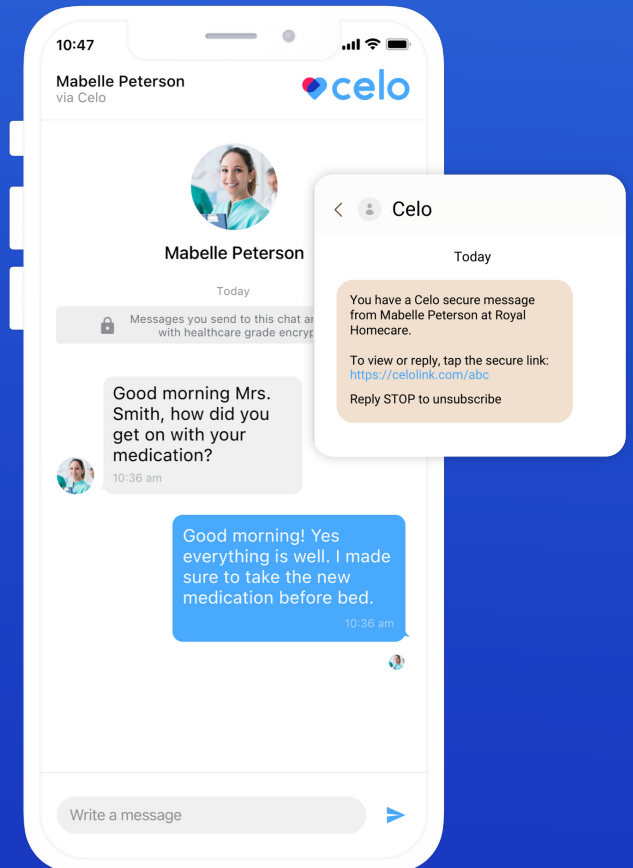 10:47
Mabelle Peterson
via Celo
celo
Mabelle Peterson
Today
Messages you send to this chat
with healthcare grade
Good morning Mrs.
Smith, how did you
get on with your
medication?
10:36 am
Good morning! Yes
everything is well. I made
sure to take the new
medication before bed.
10:36 am
Write a message
Celo
Today
You have a Celo secure message
from Mabelle Peterson at Royal
Homecare.
To view or reply, tap the secure link:
https://celolink.com/abc
Reply STOP to unsubscribe